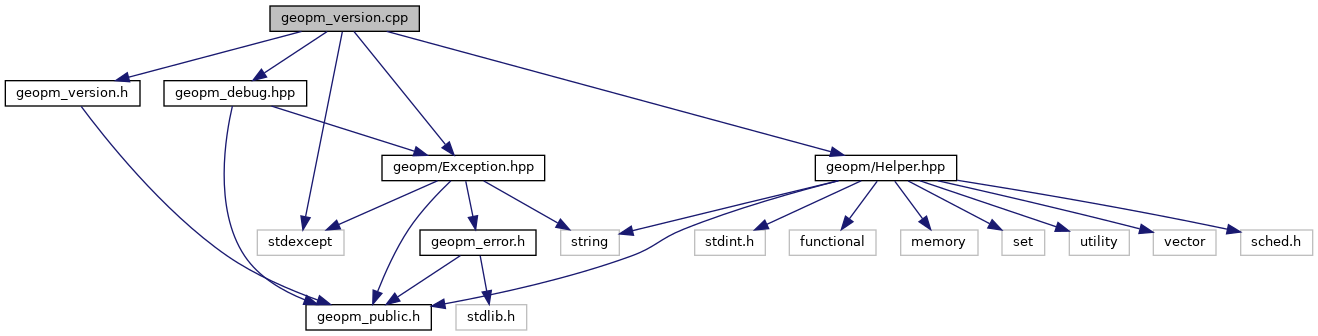 geopm_version.cpp
geopm_version.h
geopm_debug.hpp
geopm/Exception.hpp
geopm/Helper.hpp
stdexcept
geopm_error.h
string
stdint.h
functional
memory
set
utility
vector
sched.h
geopm_public.h
stdlib.h